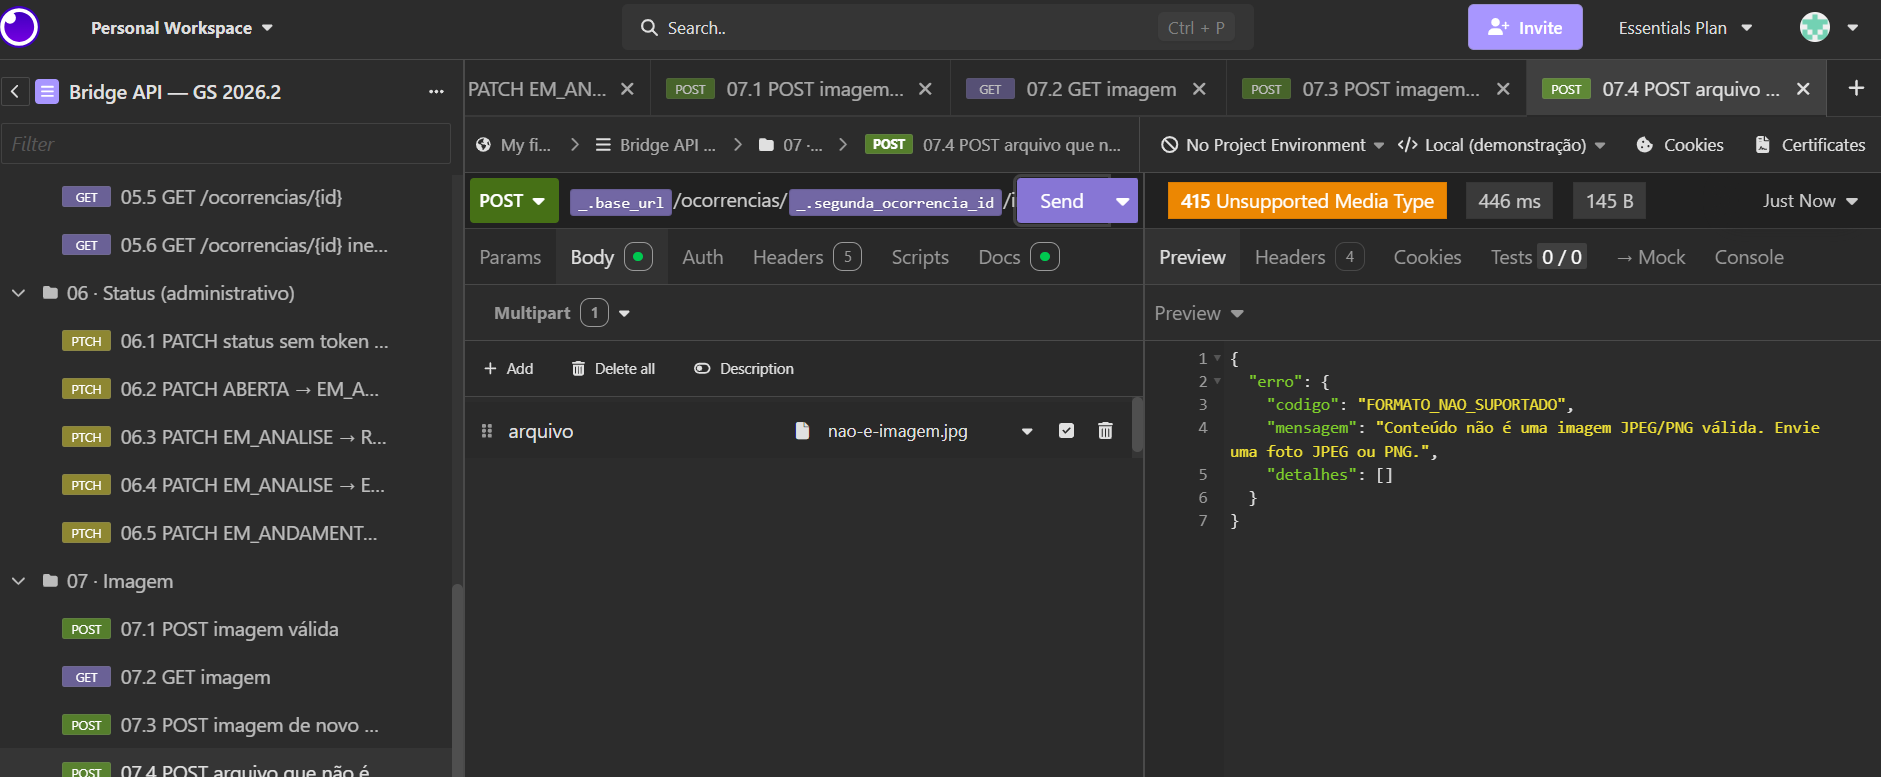 Personal Workspace
Search..
Ctrl + P
Invite
Essentials Plan
Bridge API — GS 2026.2
Filter
GET 05.5 GET /ocorrencias/{id}
GET 05.6 GET /ocorrencias/{id} ine...
06 · Status (administrativo)
PTCH 06.1 PATCH status sem token ...
PTCH 06.2 PATCH ABERTA → EM_A...
PTCH 06.3 PATCH EM_ANALISE → R...
PTCH 06.4 PATCH EM_ANALISE → E...
PTCH 06.5 PATCH EM_ANDAMENT...
07 · Imagem
POST 07.1 POST imagem válida
GET 07.2 GET imagem
POST 07.3 POST imagem de novo ...
POST 07.4 POST arquivo que não é
PATCH EM_AN...
POST 07.1 POST imagem...
GET 07.2 GET imagem
POST 07.3 POST imagem...
POST 07.4 POST arquivo ...
My fi... > Bridge API ... > 07 ·... > POST 07.4 POST arquivo que n...
POST _.base_url/ocorrencias/_.segunda_ocorrencia_id/i Send
Params Body Auth Headers 5 Scripts Docs
Multipart 1
+ Add Delete all Description
arquivo nao-e-imagem.jpg
No Project Environment Local (demonstração) Cookies Certificates
415 Unsupported Media Type 446 ms 145 B Just Now
Preview Headers 4 Cookies Tests 0 / 0 → Mock Console
Preview
1 {
2 "erro": {
3 "codigo": "FORMATO_NAO_SUPORTADO",
4 "mensagem": "Conteúdo não é uma imagem JPEG/PNG válida. Envie
uma foto JPEG ou PNG.",
5 "detalhes": []
6 }
7 }